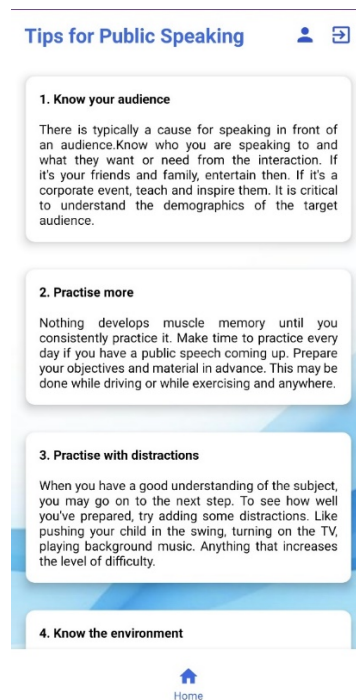 Tips for Public Speaking
1. Know your audience
There is typically a cause for speaking in front of
an audience.Know who you are speaking to and
what they want or need from the interaction. If
it's your friends and family, entertain then. If it's a
corporate event, teach and inspire them. It is critical
to understand the demographics of the target
audience.
2. Practise more
Nothing develops muscle memory until you
consistently practice it. Make time to practice every
day if you have a public speech coming up. Prepare
your objectives and material in advance. This may be
done while driving or while exercising and anywhere.
3. Practise with distractions
When you have a good understanding of the subject,
you may go on to the next step. To see how well
you've prepared, try adding some distractions. Like
pushing your child in the swing, turning on the TV,
playing background music. Anything that increases
the level of difficulty.
4. Know the environment
Home